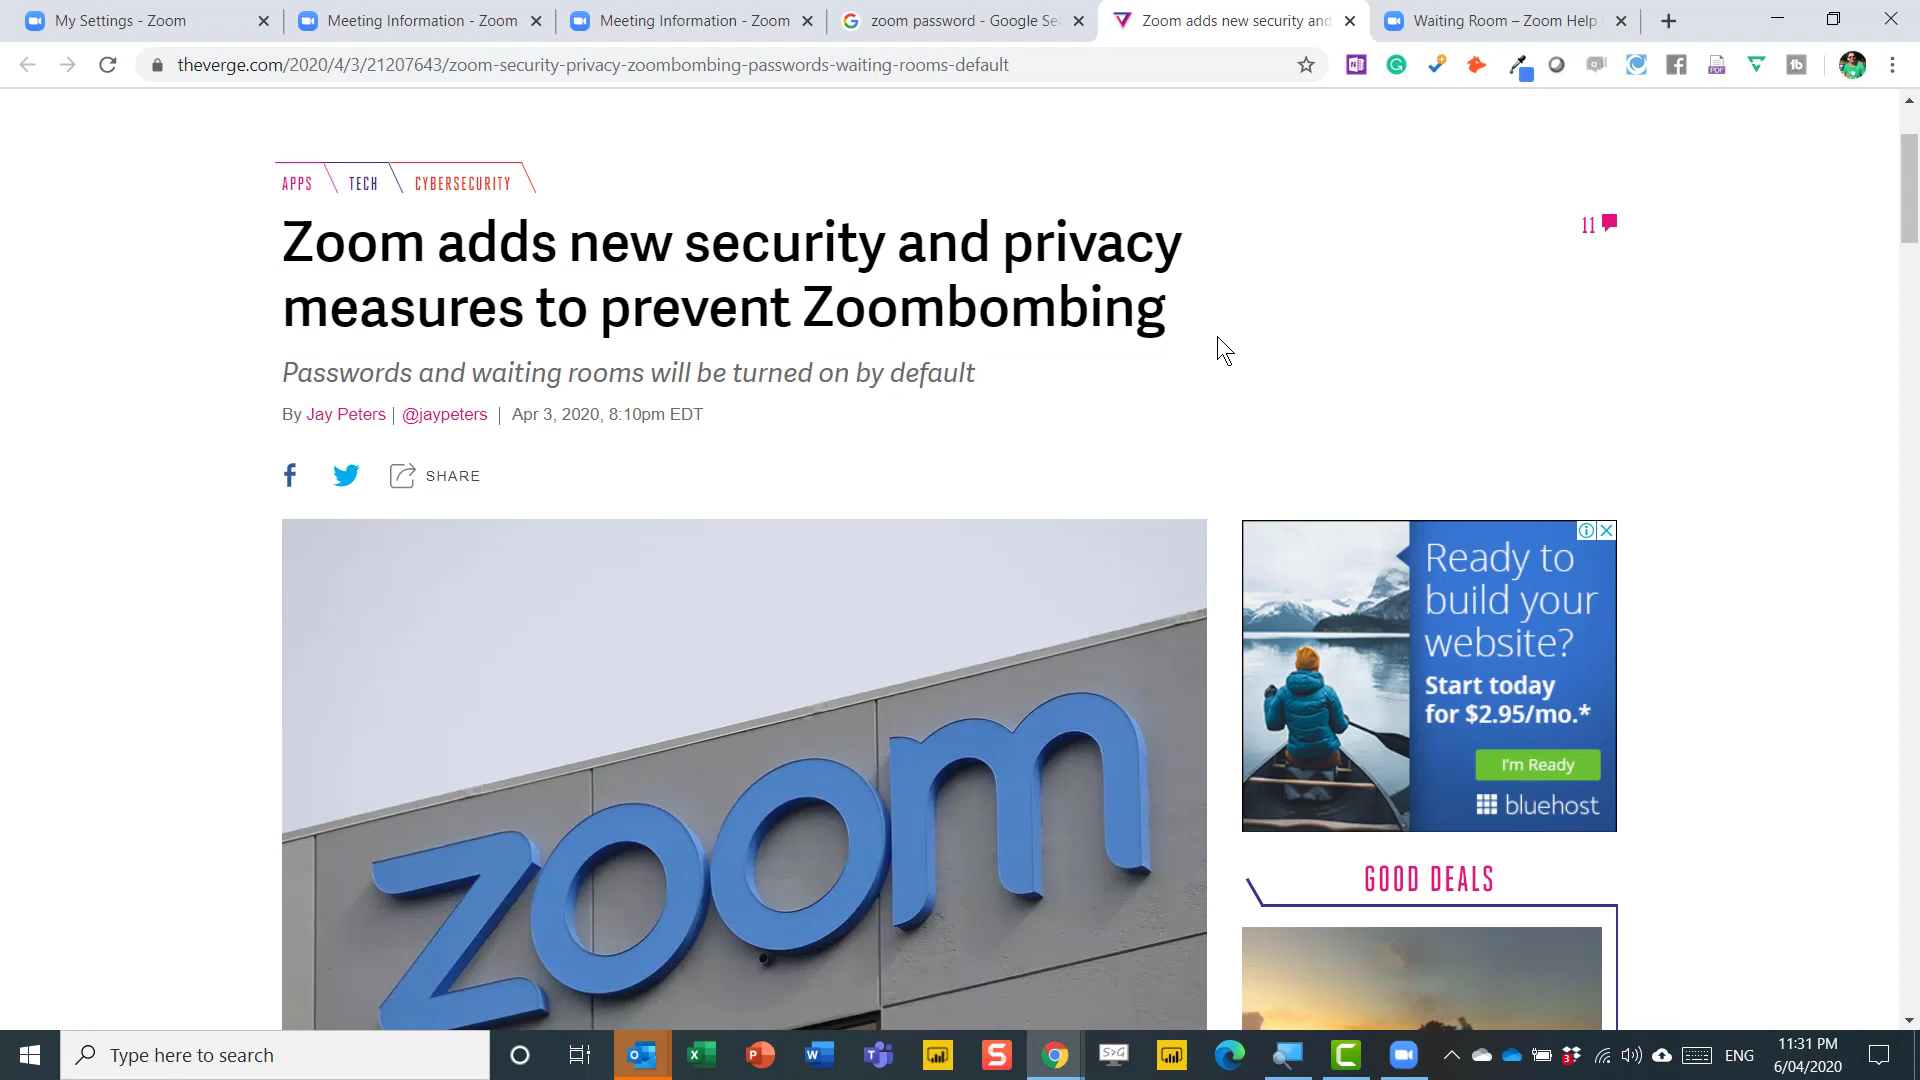 My Settings - Zoom
Meeting Information - Zoom
Meeting Information - Zoom
zoom password - Google Se
Zoom adds new security and
Waiting Room – Zoom Help
theverge.com/2020/4/3/21207643/zoom-security-privacy-zoombombing-passwords-waiting-rooms-default
APPS
TECH
CYBERSECURITY
Zoom adds new security and privacy
measures to prevent Zoombombing
11
Passwords and waiting rooms will be turned on by default
By Jay Peters | @jaypeters | Apr 3, 2020, 8:10pm EDT
SHARE
zoom
Ready to
build your
website?
Start today
for $2.95/mo.*
I'm Ready
bluehost
GOOD DEALS
Type here to search
ENG
11:31 PM
6/04/2020